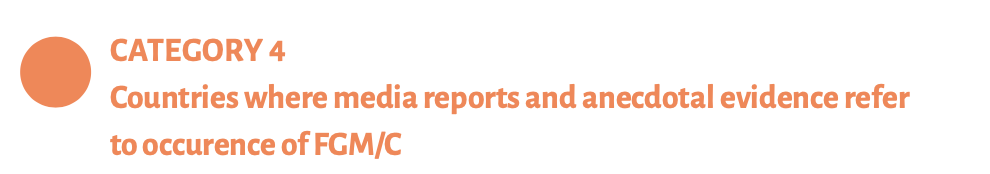 CATEGORY 4
Countries where media reports and anecdotal evidence refer
to occurence of FGM/C